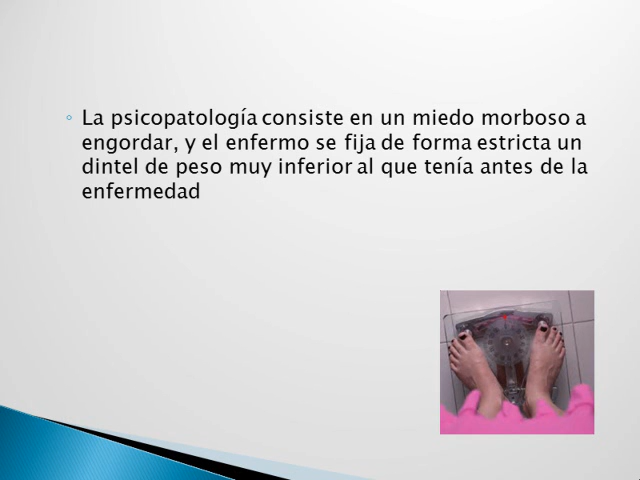 La psicopatología consiste en un miedo morboso a
engordar, y el enfermo se fija de forma estricta un
dintel de peso muy inferior al que tenía antes de la
enfermedad